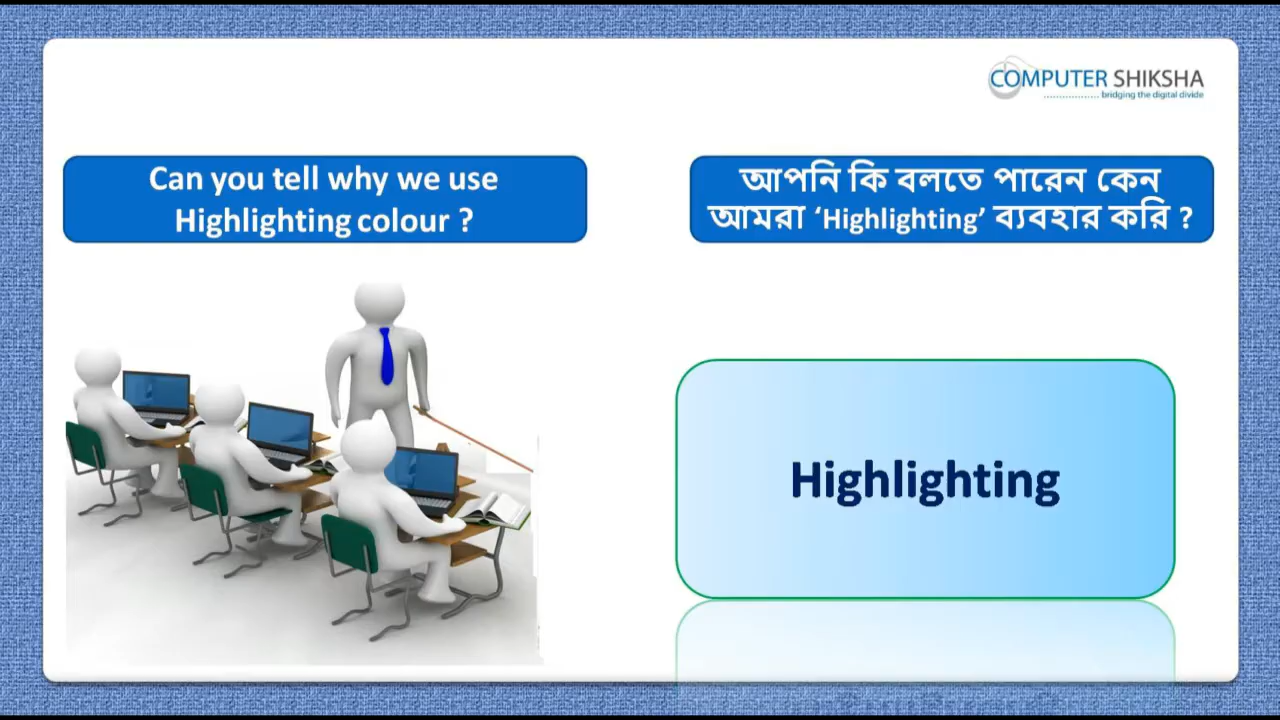 COMPUTER SHIKSHA
bridging the digital divide
Can you tell why we use
Highlighting colour ?
আপনি কি বলতে পারেন কেন
আমরা ‘Highlighting’ ব্যবহার করি ?
Highlighting